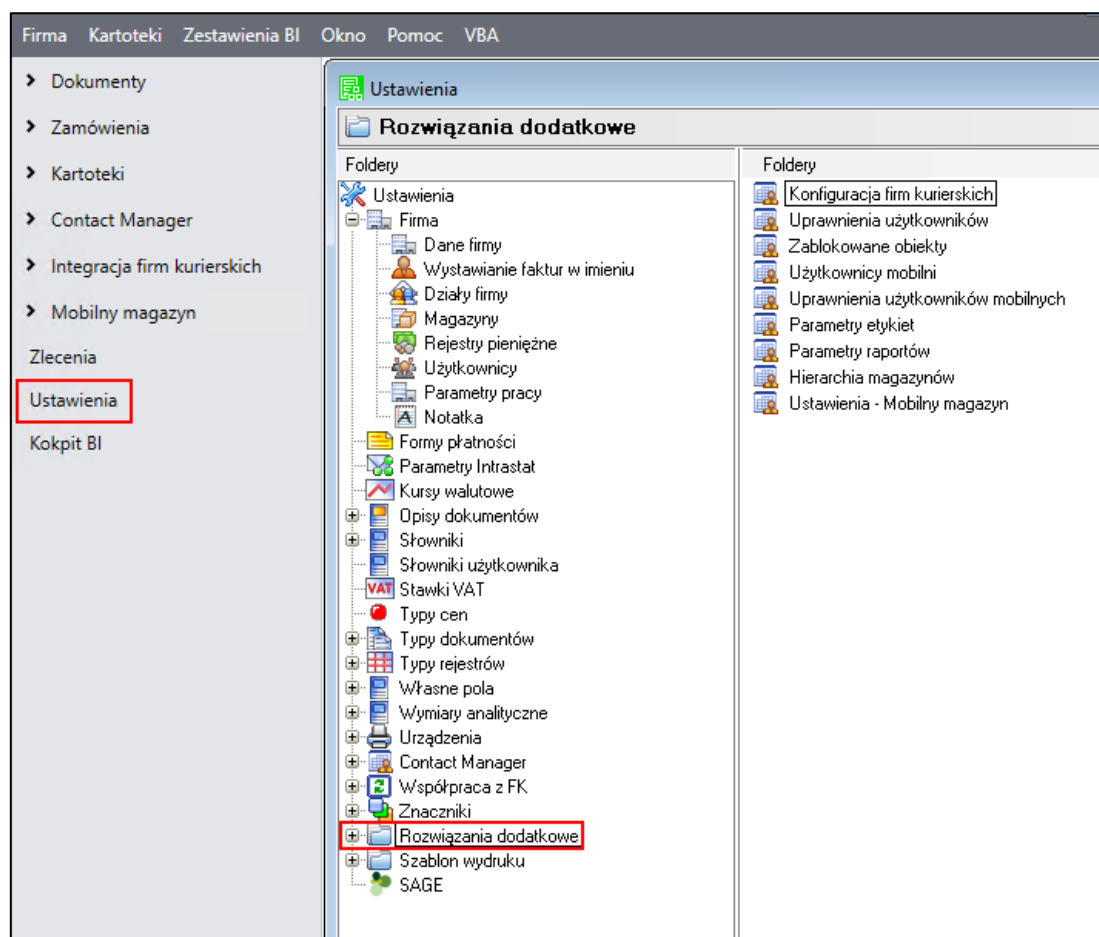 Firma Kartoteki Zestawienia BI Okno Pomoc VBA
Dokumenty
Zamówienia
Kartoteki
Contact Manager
Integracja firm kurierskich
Mobilny magazyn
Zlecenia
Ustawienia
Kokpit BI
Ustawienia
Rozwiązania dodatkowe
Foldery
Ustawienia
Firma
Dane firmy
Wystawianie faktur w imieniu
Działy firmy
Magazyny
Rejestry pieniężne
Użytkownicy
Parametry pracy
Notatka
Formy płatności
Parametry Intrastat
Kursy walutowe
Opisy dokumentów
Słowniki
Słowniki użytkownika
VAT Stawki VAT
Typy cen
Typy dokumentów
Typy rejestrów
Własne pola
Wymiary analityczne
Urządzenia
Contact Manager
Współpraca z FK
Znaczniki
Rozwiązania dodatkowe
Szablon wydruku
SAGE
Foldery
Konfiguracja firm kurierskich
Uprawnienia użytkowników
Zablokowane obiekty
Użytkownicy mobilni
Uprawnienia użytkowników mobilnych
Parametry etykiet
Parametry raportów
Hierarchia magazynów
Ustawienia - Mobilny magazyn